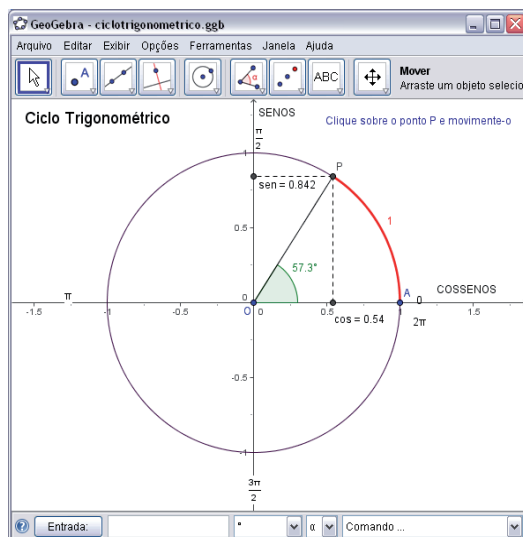 GeoGebra - ciclotrigonometrico.ggb
Arquivo Editar Exibir Opções Ferramentas Janela Ajuda
A
α
ABC
Mover
Arraste um objeto selecio
Ciclo Trigonométrico
SENOS
Clique sobre o ponto P e movimente-o
π
2
1
P
sen = 0.842
1
0.5
57.3°
COSSENOS
π
0
A
0
-1.5
-1
-0.5
O
0
0.5
1
1.5
2π
cos = 0.54
-0.5
-1
3π
2
Entrada:
°
α
Comando ...